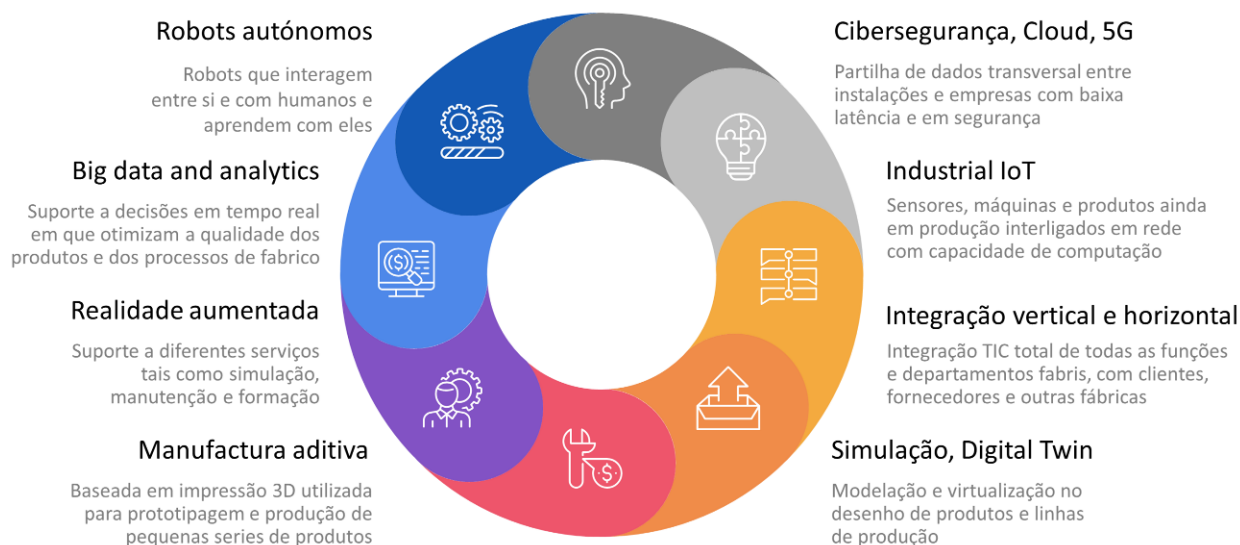 Robots autónomos
Robots que interagem
entre si e com humanos e
aprendem com eles
Big data and analytics
Suporte a decisões em tempo real
em que otimizam a qualidade dos
produtos e dos processos de fabrico
Realidade aumentada
Suporte a diferentes serviços
tais como simulação,
manutenção e formação
Manufactura aditiva
Baseada em impressão 3D utilizada
para prototipagem e produção de
pequenas series de produtos
Cibersegurança, Cloud, 5G
Partilha de dados transversal entre
instalações e empresas com baixa
latência e em segurança
Industrial IoT
Sensores, máquinas e produtos ainda
em produção interligados em rede
com capacidade de computação
Integração vertical e horizontal
Integração TIC total de todas as funções
e departamentos fabris, com clientes,
fornecedores e outras fábricas
Simulação, Digital Twin
Modelação e virtualização no
desenho de produtos e linhas
de produção